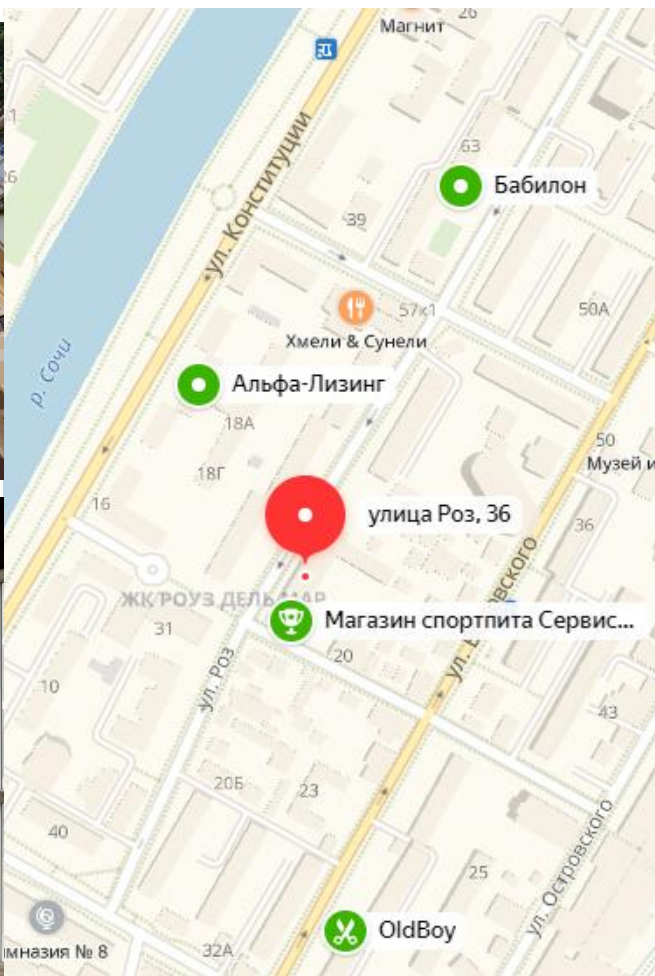 26
Магнит
63
Бабилон
ул. Конституции
39
57к1
50А
Хмели & Сунели
р. Сочи
Альфа-Лизинг
18А
50
Музей и
18Г
16
улица Роз, 36
36
ЖК РОУЗ ДЕЛЬ МАР
Магазин спортпита Сервис...
31
20
ул. Роз
10
43
20Б
23
40
25
ул. Островского
OldBoy
имназия № 8
32А